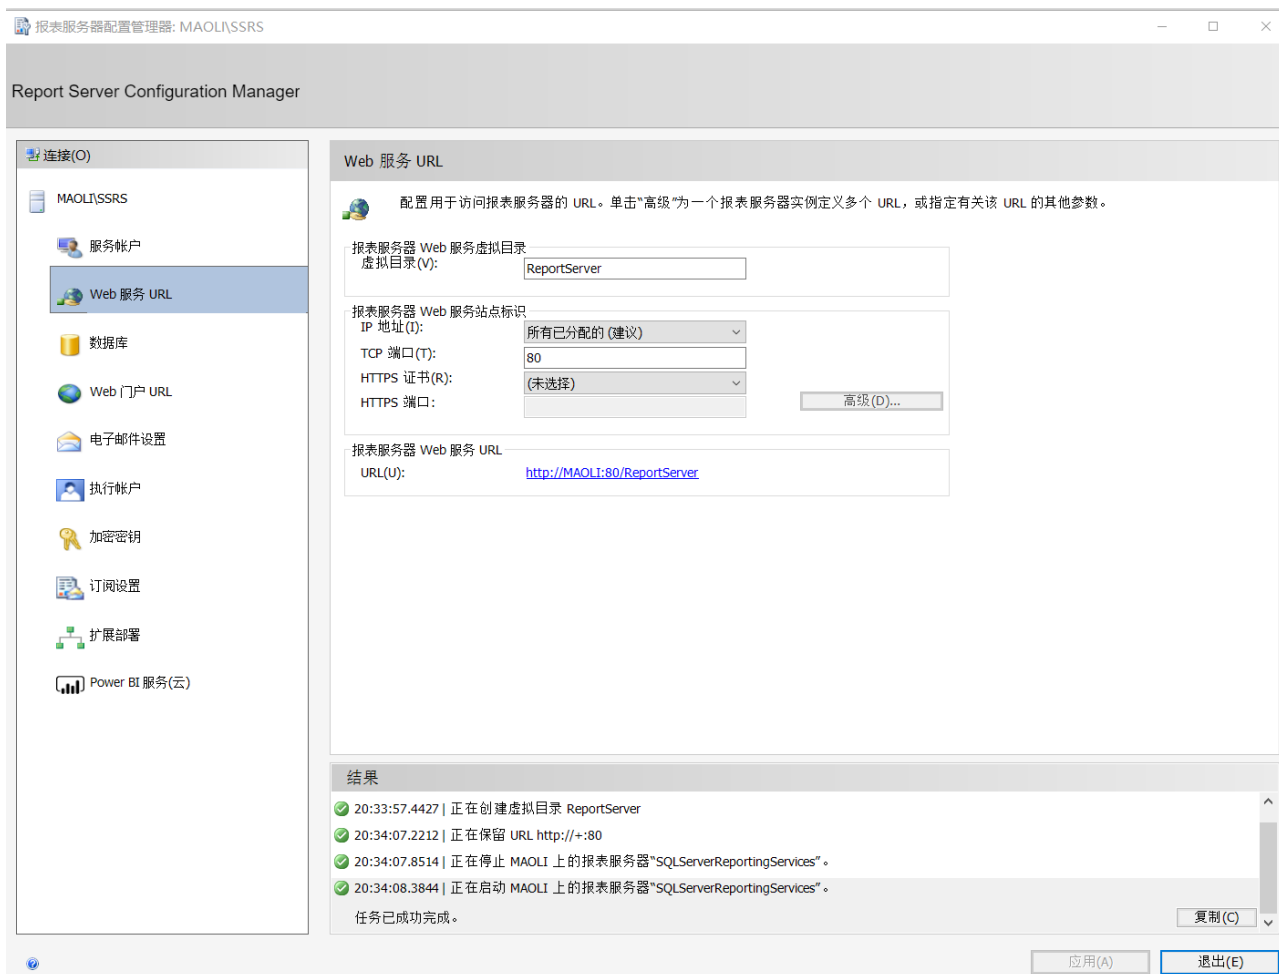 报表服务器配置管理器: MAOLI\SSRS
Report Server Configuration Manager
连接(O)
MAOLI\SSRS
服务帐户
Web 服务 URL
数据库
Web 门户 URL
电子邮件设置
执行帐户
加密密钥
订阅设置
扩展部署
Power BI 服务(云)
Web 服务 URL
配置用于访问报表服务器的 URL。单击“高级”为一个报表服务器实例定义多个 URL，或指定有关该 URL 的其他参数。
报表服务器 Web 服务虚拟目录
虚拟目录(V): ReportServer
报表服务器 Web 服务站点标识
IP 地址(I): 所有已分配的 (建议)
TCP 端口(T): 80
HTTPS 证书(R): (未选择)
HTTPS 端口: 高级(D)...
报表服务器 Web 服务 URL
URL(U): http://MAOLI:80/ReportServer
结果
20:33:57.4427 | 正在创建虚拟目录 ReportServer
20:34:07.2212 | 正在保留 URL http://+:80
20:34:07.8514 | 正在停止 MAOLI 上的报表服务器“SQLServerReportingServices”。
20:34:08.3844 | 正在启动 MAOLI 上的报表服务器“SQLServerReportingServices”。
任务已成功完成。 复制(C)
应用(A) 退出(E)